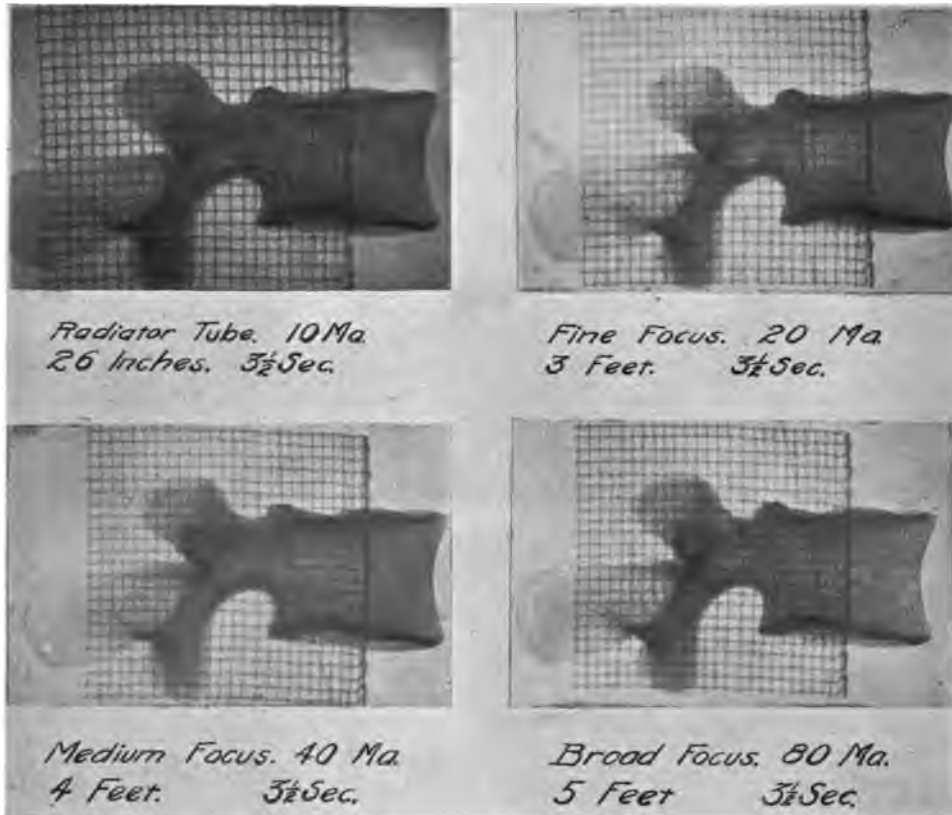 Radiator Tube. 10 Ma.
26 Inches. 3½ Sec.
Fine Focus. 20 Ma.
3 Feet. 3½ Sec.
Medium Focus. 40 Ma.
4 Feet. 3½ Sec.
Broad Focus. 80 Ma.
5 Feet 3½ Sec.